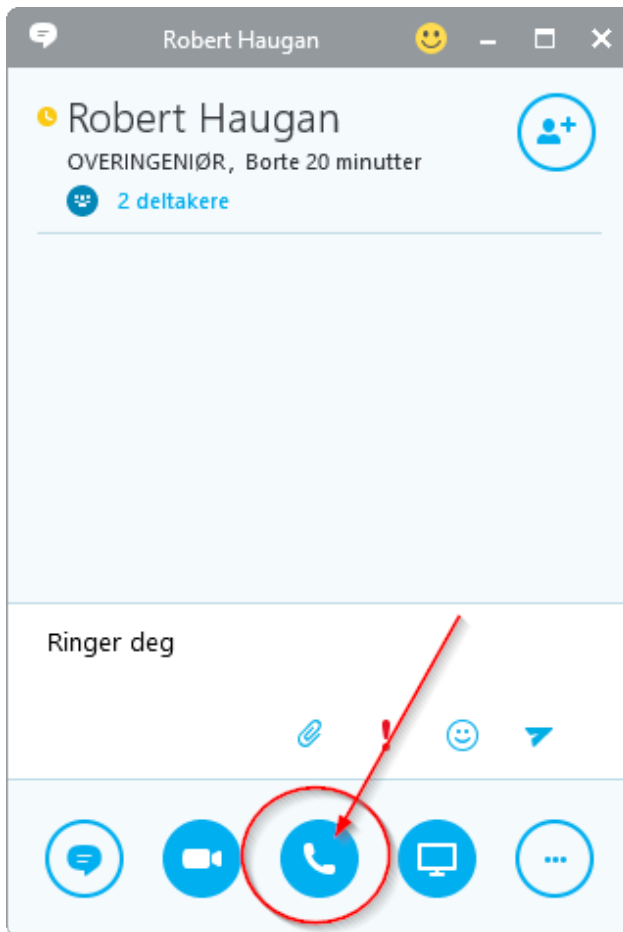 Robert Haugan
Robert Haugan
OVERINGENIØR, Borte 20 minutter
2 deltakere
Ringer deg